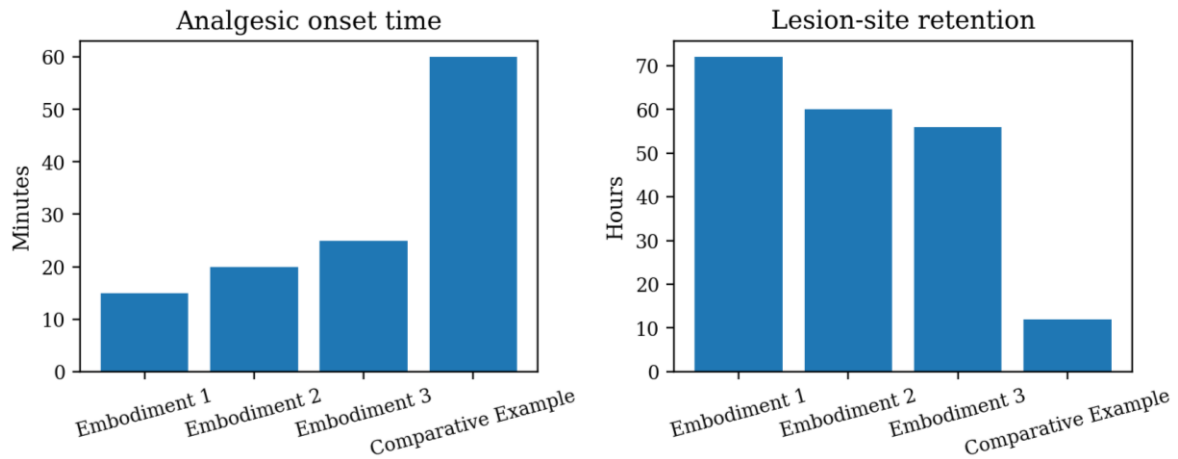 Analgesic onset time
Minutes
60
50
40
30
20
10
0
Embodiment 1
Embodiment 2
Embodiment 3
Comparative Example
Lesion-site retention
Hours
70
60
50
40
30
20
10
0
Embodiment 1
Embodiment 2
Embodiment 3
Comparative Example